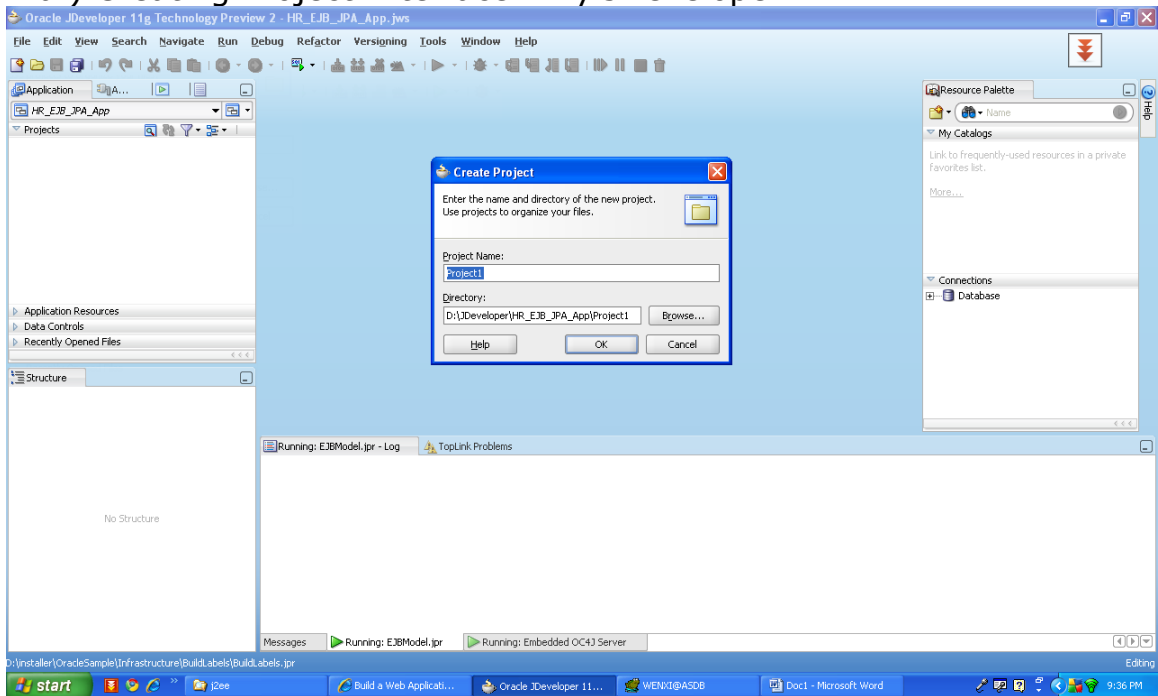 Oracle JDeveloper 11g Technology Preview 2 - HR_EJB_JPA_App.jws
File Edit View Search Navigate Run Debug Refactor Versioning Tools Window Help
Application
A...
HR_EJB_JPA_App
Projects
Application Resources
Data Controls
Recently Opened Files
Structure
No Structure
Create Project
Enter the name and directory of the new project.
Use projects to organize your files.
Project Name:
Project1
Directory:
D:\JDeveloper\HR_EJB_JPA_App\Project1
Browse...
Help
OK
Cancel
Resource Palette
Name
Help
My Catalogs
Link to frequently-used resources in a private
favorites list.
More...
Connections
Database
Running: EJBModel.jpr - Log
TopLink Problems
Messages
Running: EJBModel.jpr
Running: Embedded OC4J Server
D:\installer\OracleSample\Infrastructure\BuildLabels\BuildLabels.jpr
Editing
start
j2ee
Build a Web Applicati...
Oracle JDeveloper 11...
WENXI@ASDB
Doc1 - Microsoft Word
9:36 PM